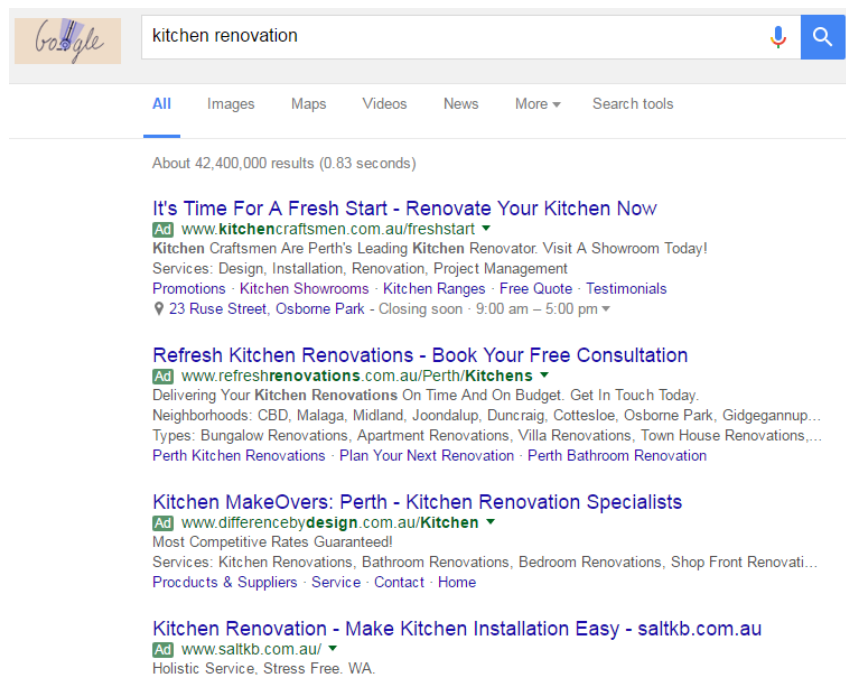 Google
kitchen renovation
All Images Maps Videos News More Search tools
About 42,400,000 results (0.83 seconds)
It's Time For A Fresh Start - Renovate Your Kitchen Now
Ad www.kitchencraftsmen.com.au/freshstart
Kitchen Craftsmen Are Perth's Leading Kitchen Renovator. Visit A Showroom Today!
Services: Design, Installation, Renovation, Project Management
Promotions · Kitchen Showrooms · Kitchen Ranges · Free Quote · Testimonials
23 Ruse Street, Osborne Park - Closing soon · 9:00 am – 5:00 pm
Refresh Kitchen Renovations - Book Your Free Consultation
Ad www.refreshrenovations.com.au/Perth/Kitchens
Delivering Your Kitchen Renovations On Time And On Budget. Get In Touch Today.
Neighborhoods: CBD, Malaga, Midland, Joondalup, Duncraig, Cottesloe, Osborne Park, Gidgegannup...
Types: Bungalow Renovations, Apartment Renovations, Villa Renovations, Town House Renovations,...
Perth Kitchen Renovations · Plan Your Next Renovation · Perth Bathroom Renovation
Kitchen MakeOvers: Perth - Kitchen Renovation Specialists
Ad www.differencebydesign.com.au/Kitchen
Most Competitive Rates Guaranteed!
Services: Kitchen Renovations, Bathroom Renovations, Bedroom Renovations, Shop Front Renovati...
Procducts & Suppliers · Service · Contact · Home
Kitchen Renovation - Make Kitchen Installation Easy - saltkb.com.au
Ad www.saltkb.com.au/
Holistic Service, Stress Free. WA.